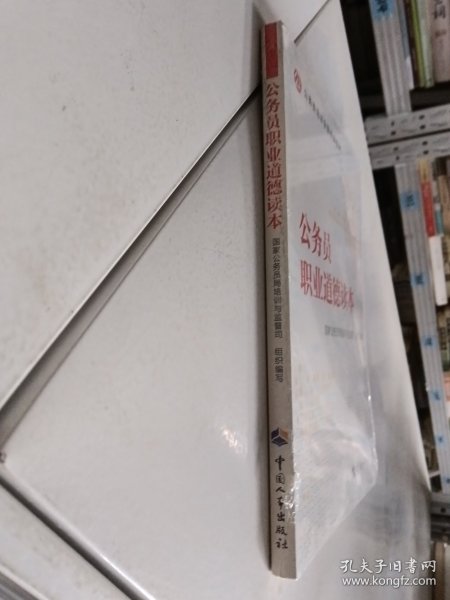 公务员职业道德读本
国家公务员局培训与监督司 组织编写
中国人事出版社
公务员
职业道德读本
孔夫子旧书网
www.kongfz.com